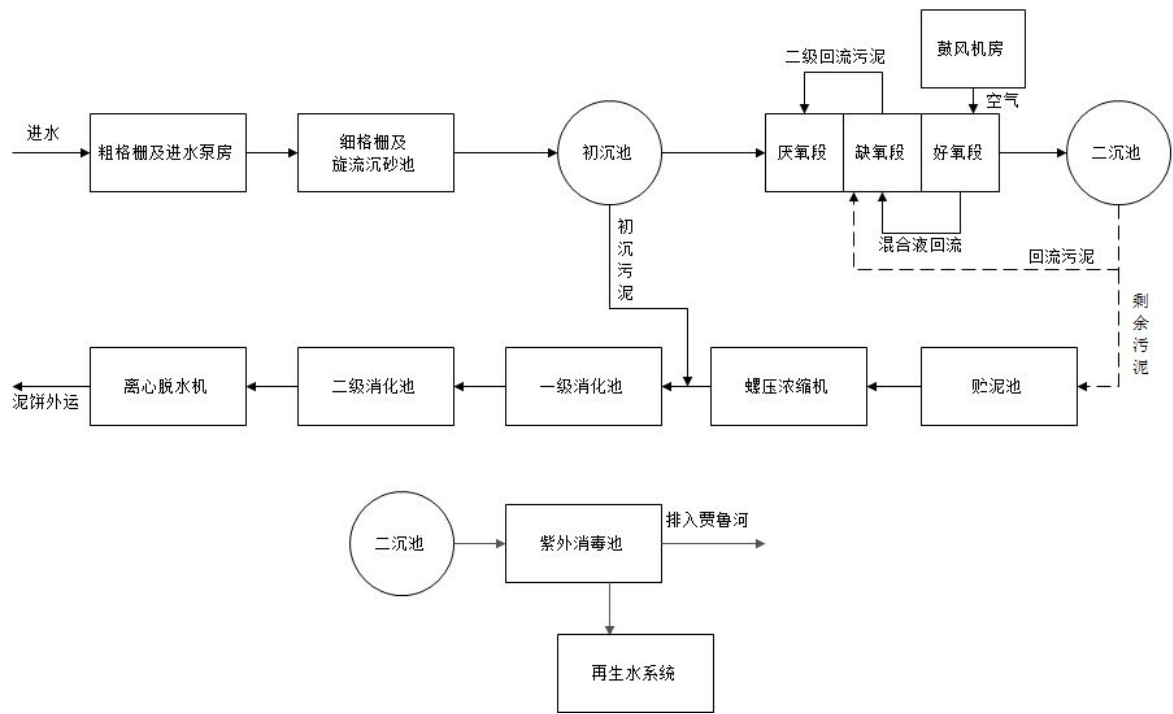 鼓风机房
二级回流污泥
空气
进水
粗格栅及进水泵房
细格栅及
旋流沉砂池
初沉池
厌氧段
缺氧段
好氧段
二沉池
初沉污泥
混合液回流
回流污泥
剩余污泥
离心脱水机
二级消化池
一级消化池
螺压浓缩机
贮泥池
泥饼外运
二沉池
紫外消毒池
排入贾鲁河
再生水系统